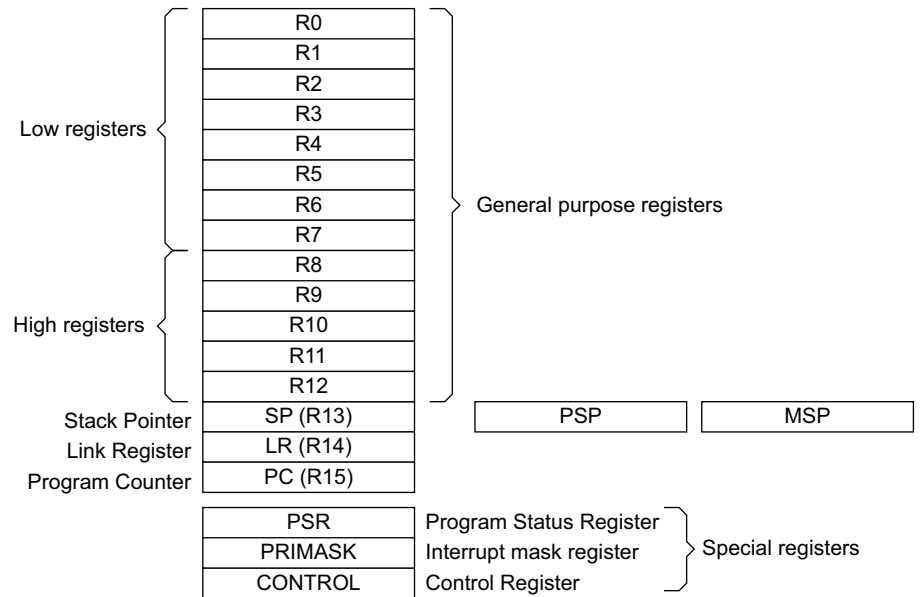 R0
R1
R2
R3
Low registers
R4
R5
R6
General purpose registers
R7
R8
R9
High registers
R10
R11
R12
Stack Pointer SP (R13) PSP MSP
Link Register LR (R14)
Program Counter PC (R15)
PSR Program Status Register
PRIMASK Interrupt mask register Special registers
CONTROL Control Register